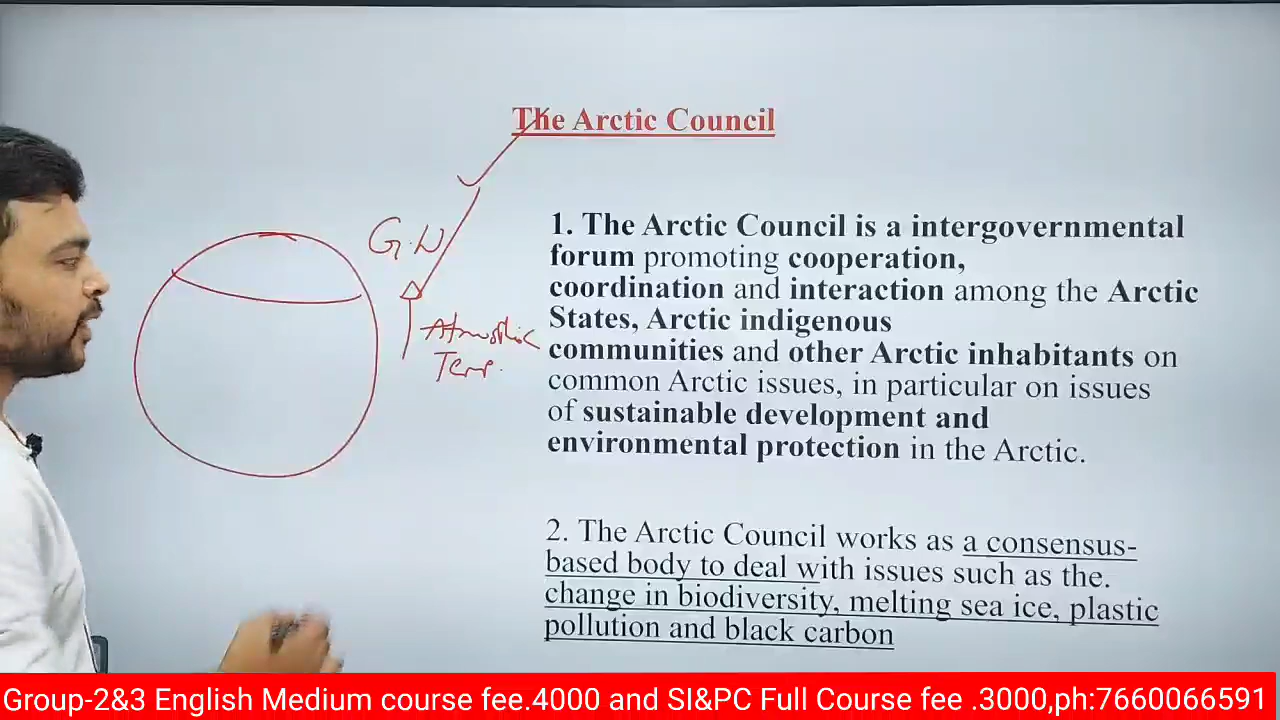 The Arctic Council
G.W
Atmosphic
Temp.
1. The Arctic Council is a intergovernmental
forum promoting cooperation,
coordination and interaction among the
Arctic
States, Arctic indigenous
communities and other Arctic inhabitants on
common Arctic issues, in particular on issues
of sustainable development and
environmental protection in the Arctic.
2. The Arctic Council works as a consensus-
based body to deal with issues such as the.
change in biodiversity, melting sea ice, plastic
pollution and black carbon
Group-2&3 English Medium course fee.4000 and SI&PC Full Course fee .3000,ph:7660066591